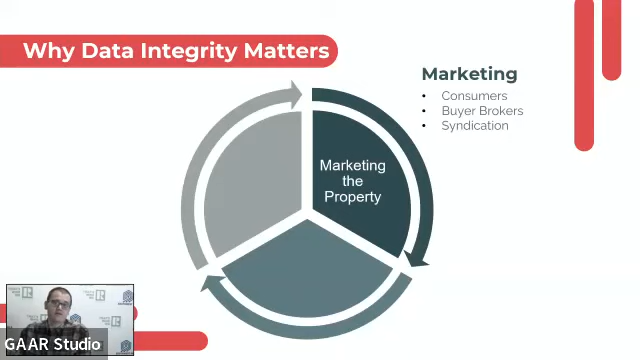 Why Data Integrity Matters
Marketing
• Consumers
• Buyer Brokers
• Syndication
Marketing
the
Property
GAAR Studio